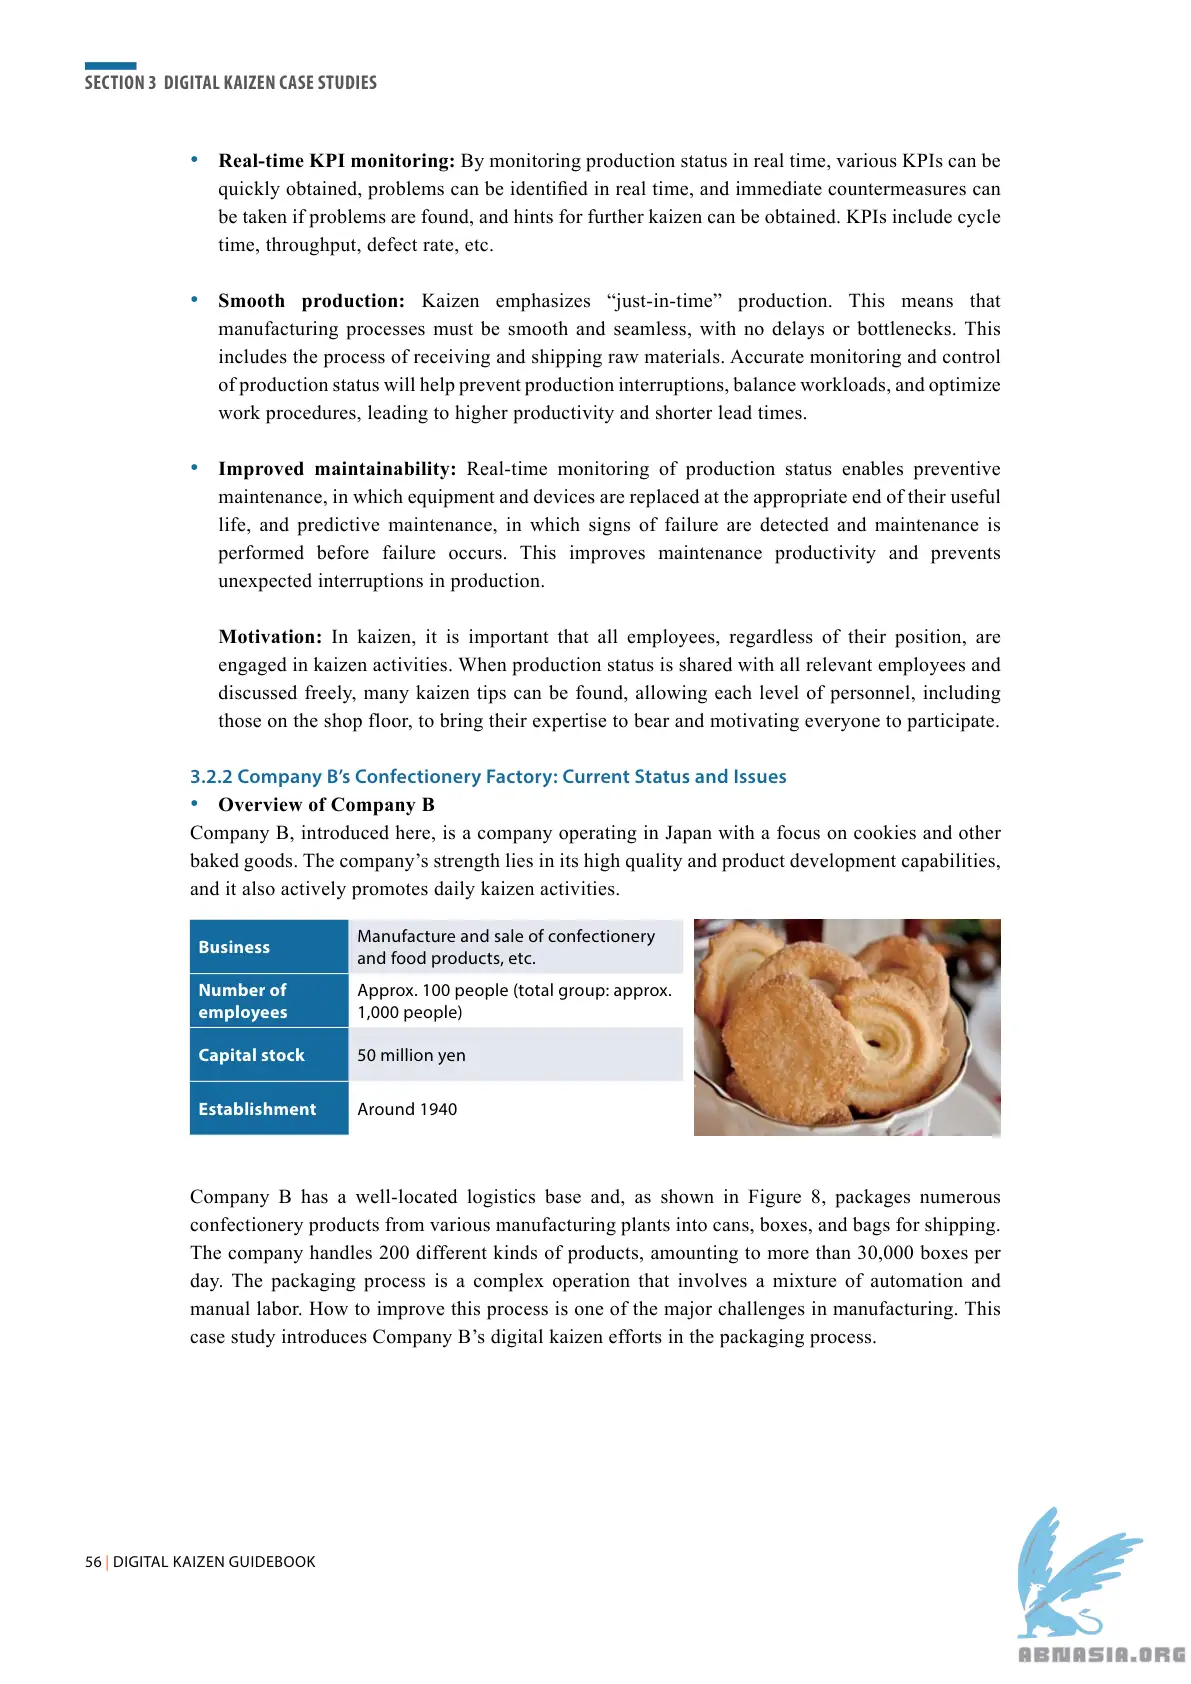 SECTION 3 DIGITAL KAIZEN CASE STUDIES
• Real-time KPI monitoring: By monitoring production status in real time, various KPIs can be
quickly obtained, problems can be identified in real time, and immediate countermeasures can
be taken if problems are found, and hints for further kaizen can be obtained. KPIs include cycle
time, throughput, defect rate, etc.
• Smooth production: Kaizen emphasizes “just-in-time” production. This means that
manufacturing processes must be smooth and seamless, with no delays or bottlenecks. This
includes the process of receiving and shipping raw materials. Accurate monitoring and control
of production status will help prevent production interruptions, balance workloads, and optimize
work procedures, leading to higher productivity and shorter lead times.
• Improved maintainability: Real-time monitoring of production status enables preventive
maintenance, in which equipment and devices are replaced at the appropriate end of their useful
life, and predictive maintenance, in which signs of failure are detected and maintenance is
performed before failure occurs. This improves maintenance productivity and prevents
unexpected interruptions in production.
Motivation: In kaizen, it is important that all employees, regardless of their position, are
engaged in kaizen activities. When production status is shared with all relevant employees and
discussed freely, many kaizen tips can be found, allowing each level of personnel, including
those on the shop floor, to bring their expertise to bear and motivating everyone to participate.
3.2.2 Company B’s Confectionery Factory: Current Status and Issues
• Overview of Company B
Company B, introduced here, is a company operating in Japan with a focus on cookies and other
baked goods. The company’s strength lies in its high quality and product development capabilities,
and it also actively promotes daily kaizen activities.
Business
Manufacture and sale of confectionery
and food products, etc.
Number of
employees
Approx. 100 people (total group: approx.
1,000 people)
Capital stock
50 million yen
Establishment
Around 1940
Company B has a well-located logistics base and, as shown in Figure 8, packages numerous
confectionery products from various manufacturing plants into cans, boxes, and bags for shipping.
The company handles 200 different kinds of products, amounting to more than 30,000 boxes per
day. The packaging process is a complex operation that involves a mixture of automation and
manual labor. How to improve this process is one of the major challenges in manufacturing. This
case study introduces Company B’s digital kaizen efforts in the packaging process.
56 | DIGITAL KAIZEN GUIDEBOOK
ABNASIA.ORG